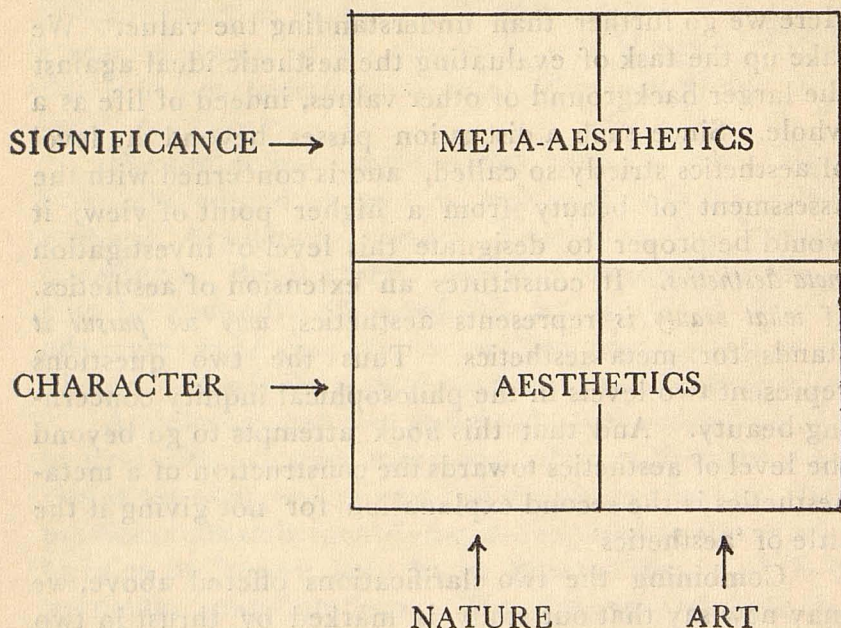 SIGNIFICANCE → META-AESTHETICS
CHARACTER → AESTHETICS
↑ ↑
NATURE ART